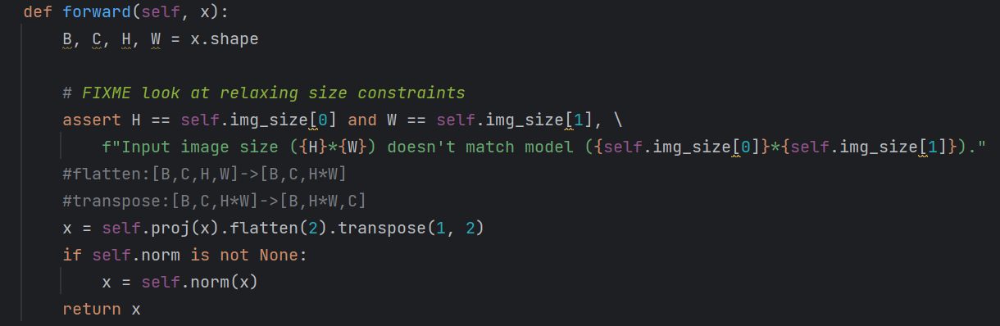 def forward(self, x):
    B, C, H, W = x.shape

    # FIXME look at relaxing size constraints
    assert H == self.img_size[0] and W == self.img_size[1], \
        f"Input image size ({H}*{W}) doesn't match model ({self.img_size[0]}*{self.img_size[1]})."
    #flatten:[B,C,H,W]->[B,C,H*W]
    #transpose:[B,C,H*W]->[B,H*W,C]
    x = self.proj(x).flatten(2).transpose(1, 2)
    if self.norm is not None:
        x = self.norm(x)
    return x